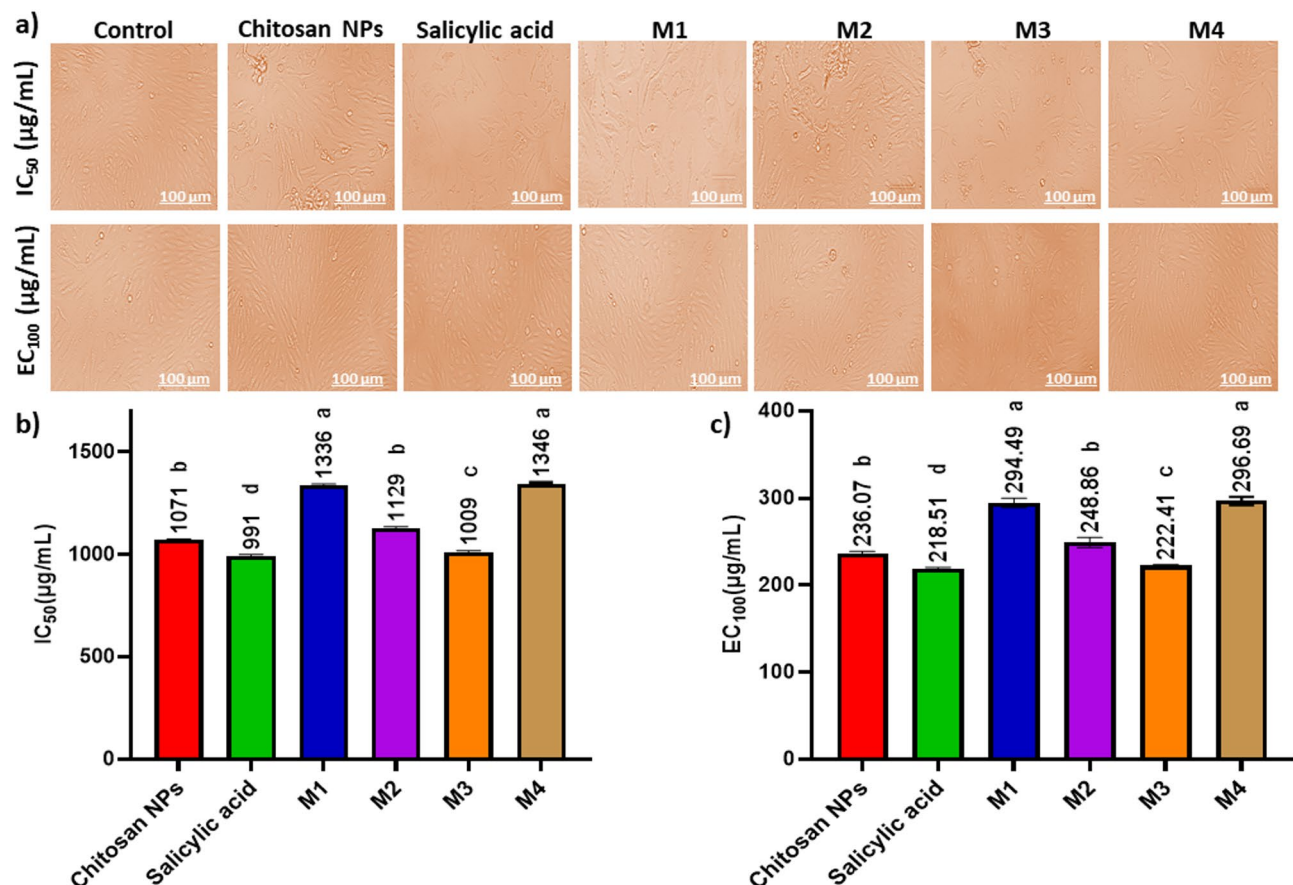 a)
Control Chitosan NPs Salicylic acid M1 M2 M3 M4
IC₅₀ (µg/mL)
100 µm 100 µm 100 µm 100 µm 100 µm 100 µm 100 µm
EC₁₀₀ (µg/mL)
100 µm 100 µm 100 µm 100 µm 100 µm 100 µm 100 µm
b)
IC₅₀(µg/mL)
1500
1000
500
0
1071 b
991 d
1336 a
1129 b
1009 c
1346 a
Chitosan NPs
Salicylic acid
M1
M2
M3
M4
c)
EC₁₀₀(µg/mL)
400
300
200
100
0
236.07 b
218.51 d
294.49 a
248.86 b
222.41 c
296.69 a
Chitosan NPs
Salicylic acid
M1
M2
M3
M4